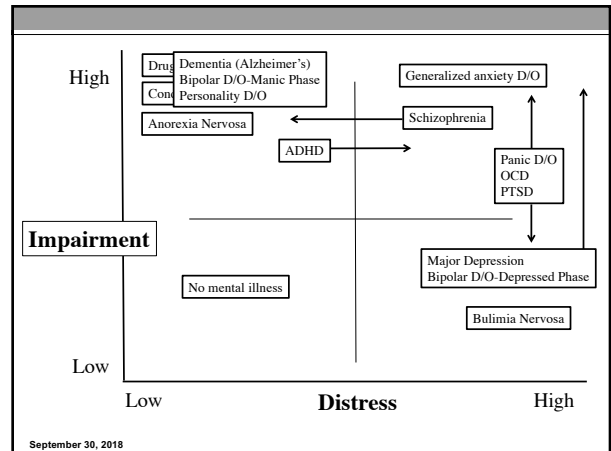 High
Drug
Dementia (Alzheimer's)
Bipolar D/O-Manic Phase
Personality D/O
Generalized anxiety D/O
Anorexia Nervosa
Schizophrenia
ADHD
Panic D/O
OCD
PTSD
Impairment
Major Depression
Bipolar D/O-Depressed Phase
No mental illness
Bulimia Nervosa
Low
Low
Distress
High
September 30, 2018